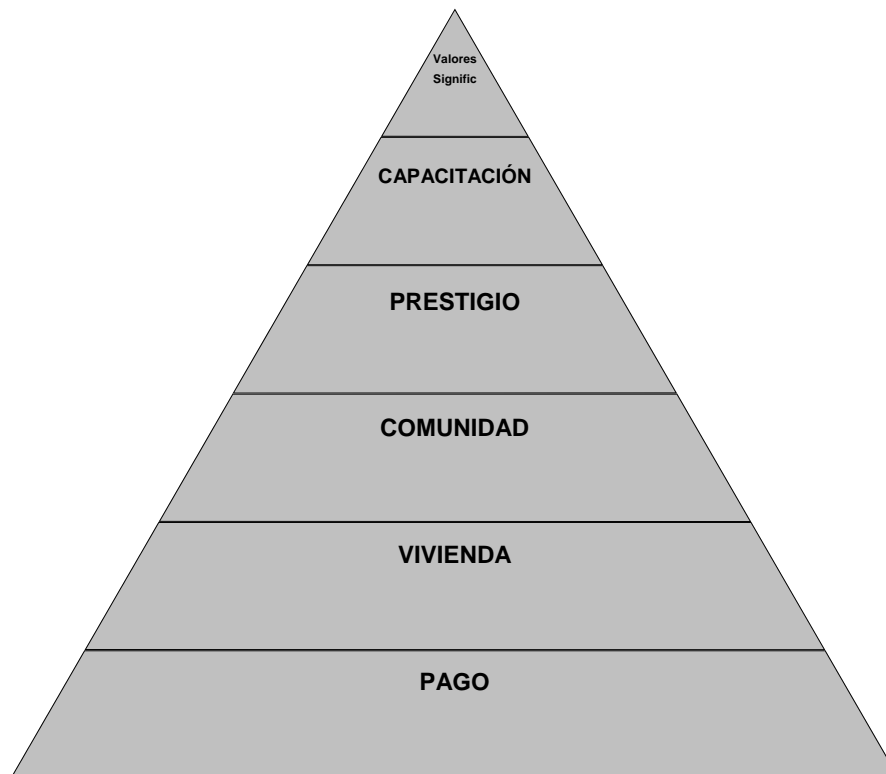 Valores
Signific
CAPACITACIÓN
PRESTIGIO
COMUNIDAD
VIVIENDA
PAGO